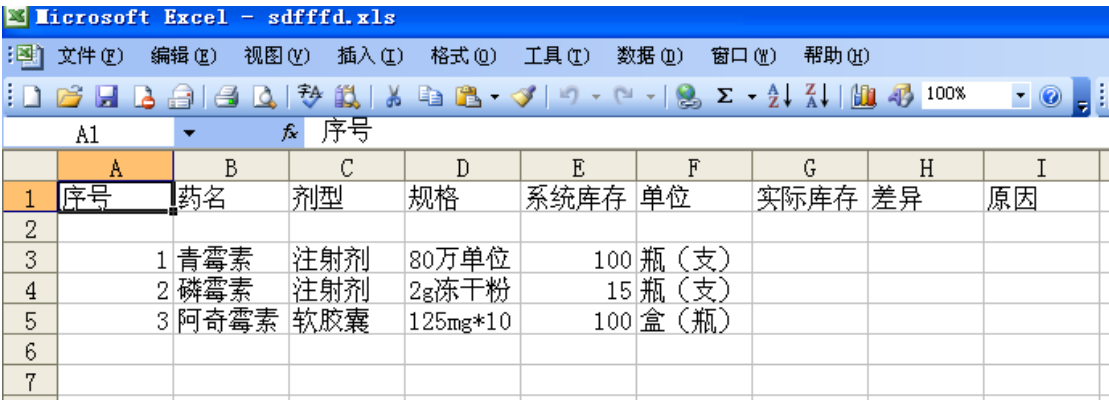 Microsoft Excel - sdfffd.xls
文件(F) 编辑(E) 视图(V) 插入(I) 格式(O) 工具(T) 数据(D) 窗口(W) 帮助(H)
100%
A1 fx 序号
A B C D E F G H I
1 序号 药名 剂型 规格 系统库存 单位 实际库存 差异 原因
2
3 1 青霉素 注射剂 80万单位 100 瓶（支）
4 2 磷霉素 注射剂 2g冻干粉 15 瓶（支）
5 3 阿奇霉素 软胶囊 125mg*10 100 盒（瓶）
6
7